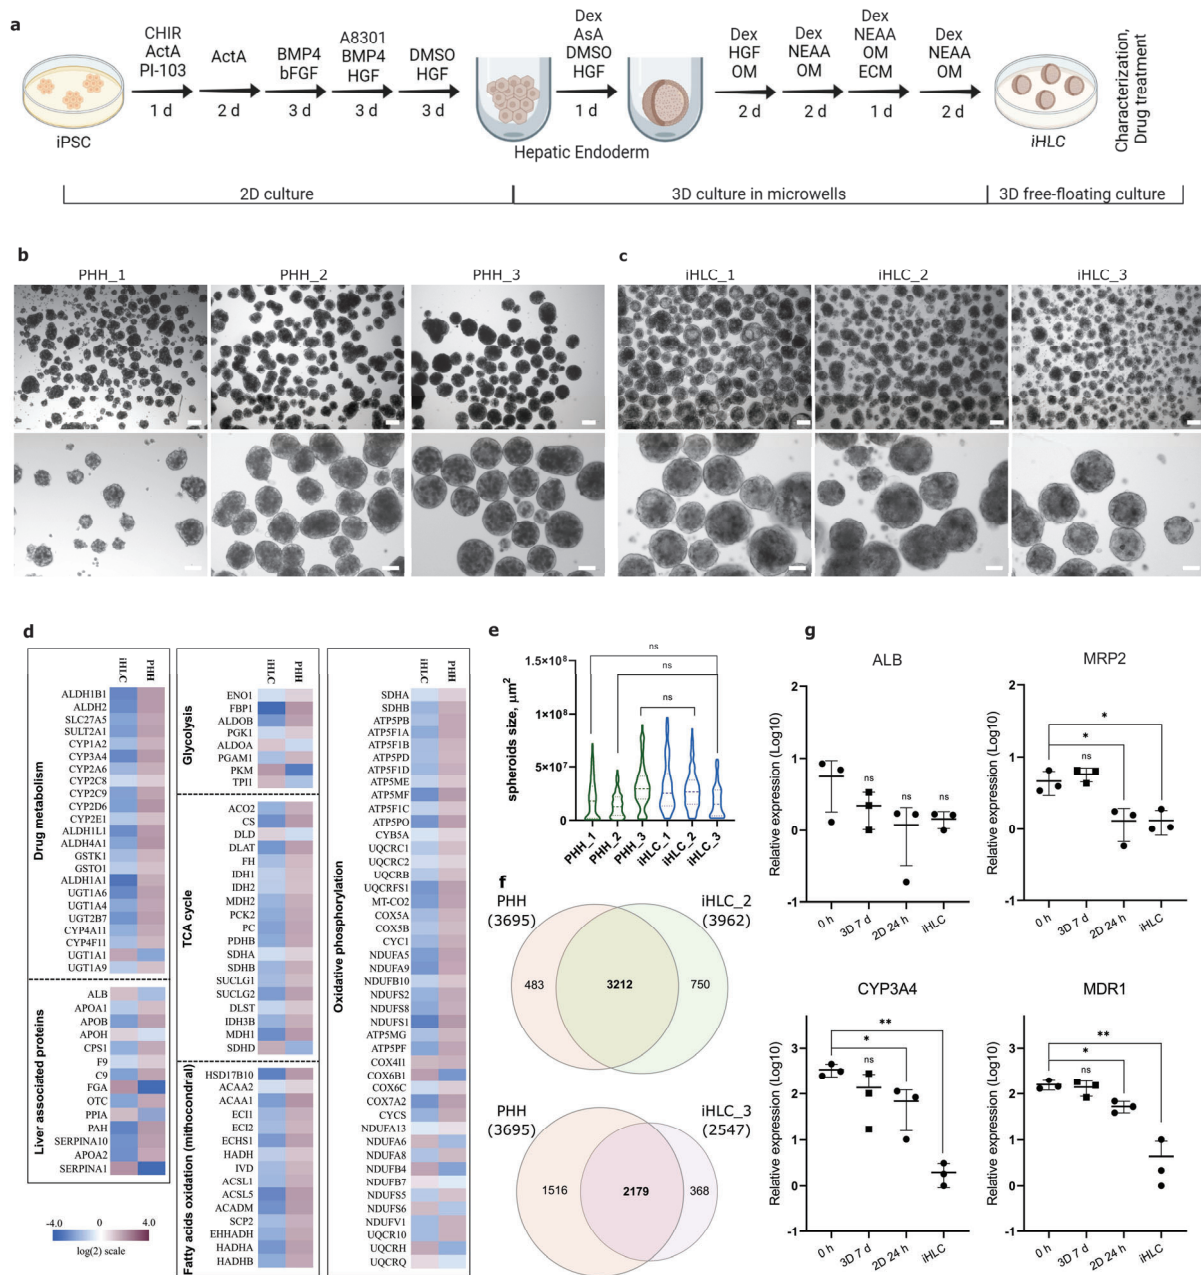 a
CHIR
ActA
PI-103
1 d
ActA
2 d
BMP4
bFGF
3 d
A8301
BMP4
HGF
3 d
DMSO
HGF
3 d
Dex
AsA
DMSO
HGF
1 d
Dex
HGF
OM
2 d
Dex
NEAA
OM
2 d
Dex
NEAA
OM
ECM
1 d
Dex
NEAA
OM
2 d
iPSC
Hepatic Endoderm
iHLC
Characterization,
Drug treatment
2D culture
3D culture in microwells
3D free-floating culture
b
PHH_1
PHH_2
PHH_3
c
iHLC_1
iHLC_2
iHLC_3
d
iHLC
PHH
Drug metabolism
ALDH1B1
ALDH2
SLC27A5
SULT2A1
CYP1A2
CYP3A4
CYP2A6
CYP2C8
CYP2C9
CYP2D6
CYP2E1
ALDH1L1
ALDH4A1
GSTK1
GSTO1
ALDH1A1
UGT1A6
UGT1A4
UGT2B7
CYP4A11
CYP4F11
UGT1A1
UGT1A9
Liver associated proteins
ALB
APOA1
APOB
APOH
CPS1
F9
C9
FGA
OTC
PPIA
PAH
SERPINA10
APOA2
SERPINA1
-4.0
0
4.0
log(2) scale
iHLC
PHH
Glycolysis
ENO1
FBP1
ALDOB
PGK1
ALDOA
PGAM1
PKM
TPI1
TCA cycle
ACO2
CS
DLD
DLAT
FH
IDH1
IDH2
MDH2
PCK2
PC
PDHB
SDHA
SDHB
SUCLG1
SUCLG2
DLST
IDH3B
MDH1
SDHD
Fatty acids oxidation (mithocondral)
HSD17B10
ACAA2
ACAA1
ECI1
ECI2
ECHS1
HADH
IVD
ACSL1
ACSL5
ACADM
SCP2
EHHADH
HADHA
HADHB
iHLC
PHH
Oxidative phosphorylation
SDHA
SDHB
ATP5PB
ATP5F1A
ATP5F1B
ATP5PD
ATP5F1D
ATP5ME
ATP5MF
ATP5F1C
ATP5PO
CYB5A
UQCRC1
UQCRC2
UQCRB
UQCRFS1
MT-CO2
COX5A
COX5B
CYC1
NDUFA5
NDUFA9
NDUFB10
NDUFS2
NDUFS8
NDUFS1
ATP5MG
ATP5PF
COX4I1
COX6B1
COX6C
COX7A2
CYCS
NDUFA13
NDUFA6
NDUFA8
NDUFB4
NDUFB7
NDUFS5
NDUFS6
NDUFV1
UQCR10
UQCRH
UQCRQ
e
spheroids size, μm²
1.5×10⁸
1×10⁸
5×10⁷
0
ns
ns
ns
PHH_1
PHH_2
PHH_3
iHLC_1
iHLC_2
iHLC_3
f
PHH
(3695)
iHLC_2
(3962)
483
3212
750
PHH
(3695)
iHLC_3
(2547)
1516
2179
368
g
ALB
Relative expression (Log10)
2
1
0
-1
ns
ns
ns
0 h
3D 7 d
2D 24 h
iHLC
MRP2
Relative expression (Log10)
2
1
0
-1
*
*
ns
0 h
3D 7 d
2D 24 h
iHLC
CYP3A4
Relative expression (Log10)
3
2
1
0
-1
**
*
ns
0 h
3D 7 d
2D 24 h
iHLC
MDR1
Relative expression (Log10)
3
2
1
0
-1
**
*
ns
0 h
3D 7 d
2D 24 h
iHLC